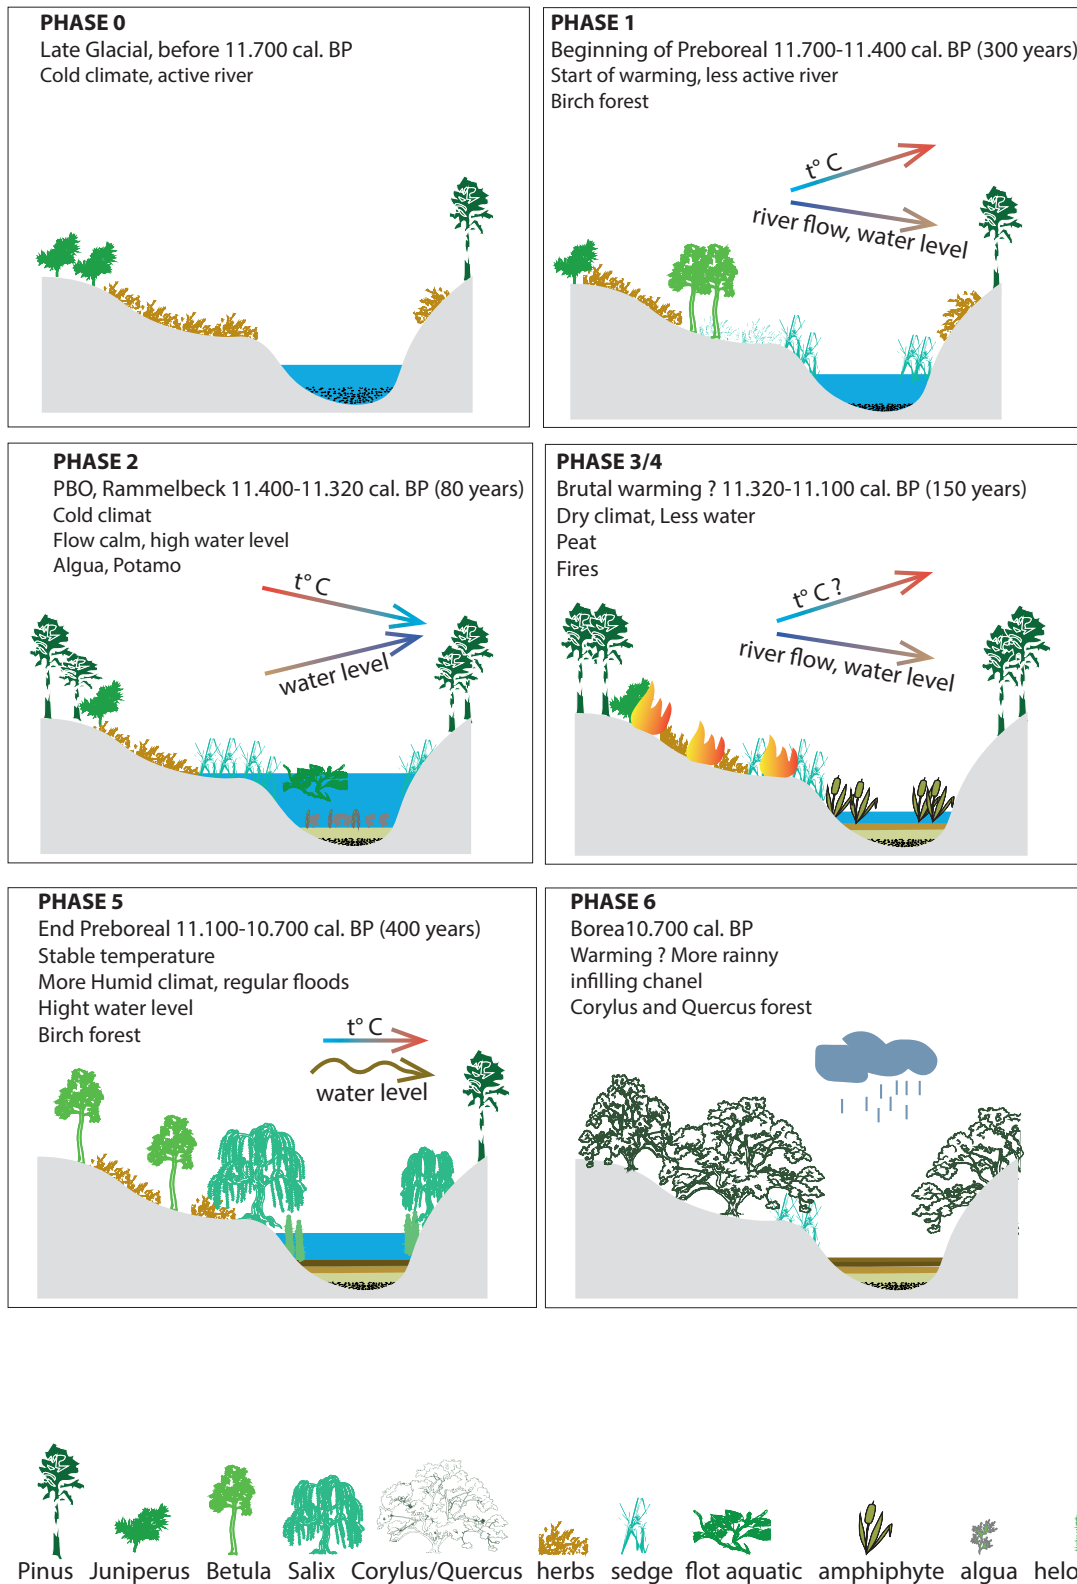 PHASE 0
Late Glacial, before 11.700 cal. BP
Cold climate, active river
PHASE 1
Beginning of Preboreal 11.700-11.400 cal. BP (300 years)
Start of warming, less active river
Birch forest
t° C
river flow, water level
PHASE 2
PBO, Rammelbeck 11.400-11.320 cal. BP (80 years)
Cold climat
Flow calm, high water level
Algua, Potamo
t° C
water level
PHASE 3/4
Brutal warming ? 11.320-11.100 cal. BP (150 years)
Dry climat, Less water
Peat
Fires
t° C ?
river flow, water level
PHASE 5
End Preboreal 11.100-10.700 cal. BP (400 years)
Stable temperature
More Humid climat, regular floods
Hight water level
Birch forest
t° C
water level
PHASE 6
Borea10.700 cal. BP
Warming ? More rainny
infilling chanel
Corylus and Quercus forest
Pinus Juniperus Betula Salix Corylus/Quercus herbs sedge flot aquatic amphiphyte algua helo